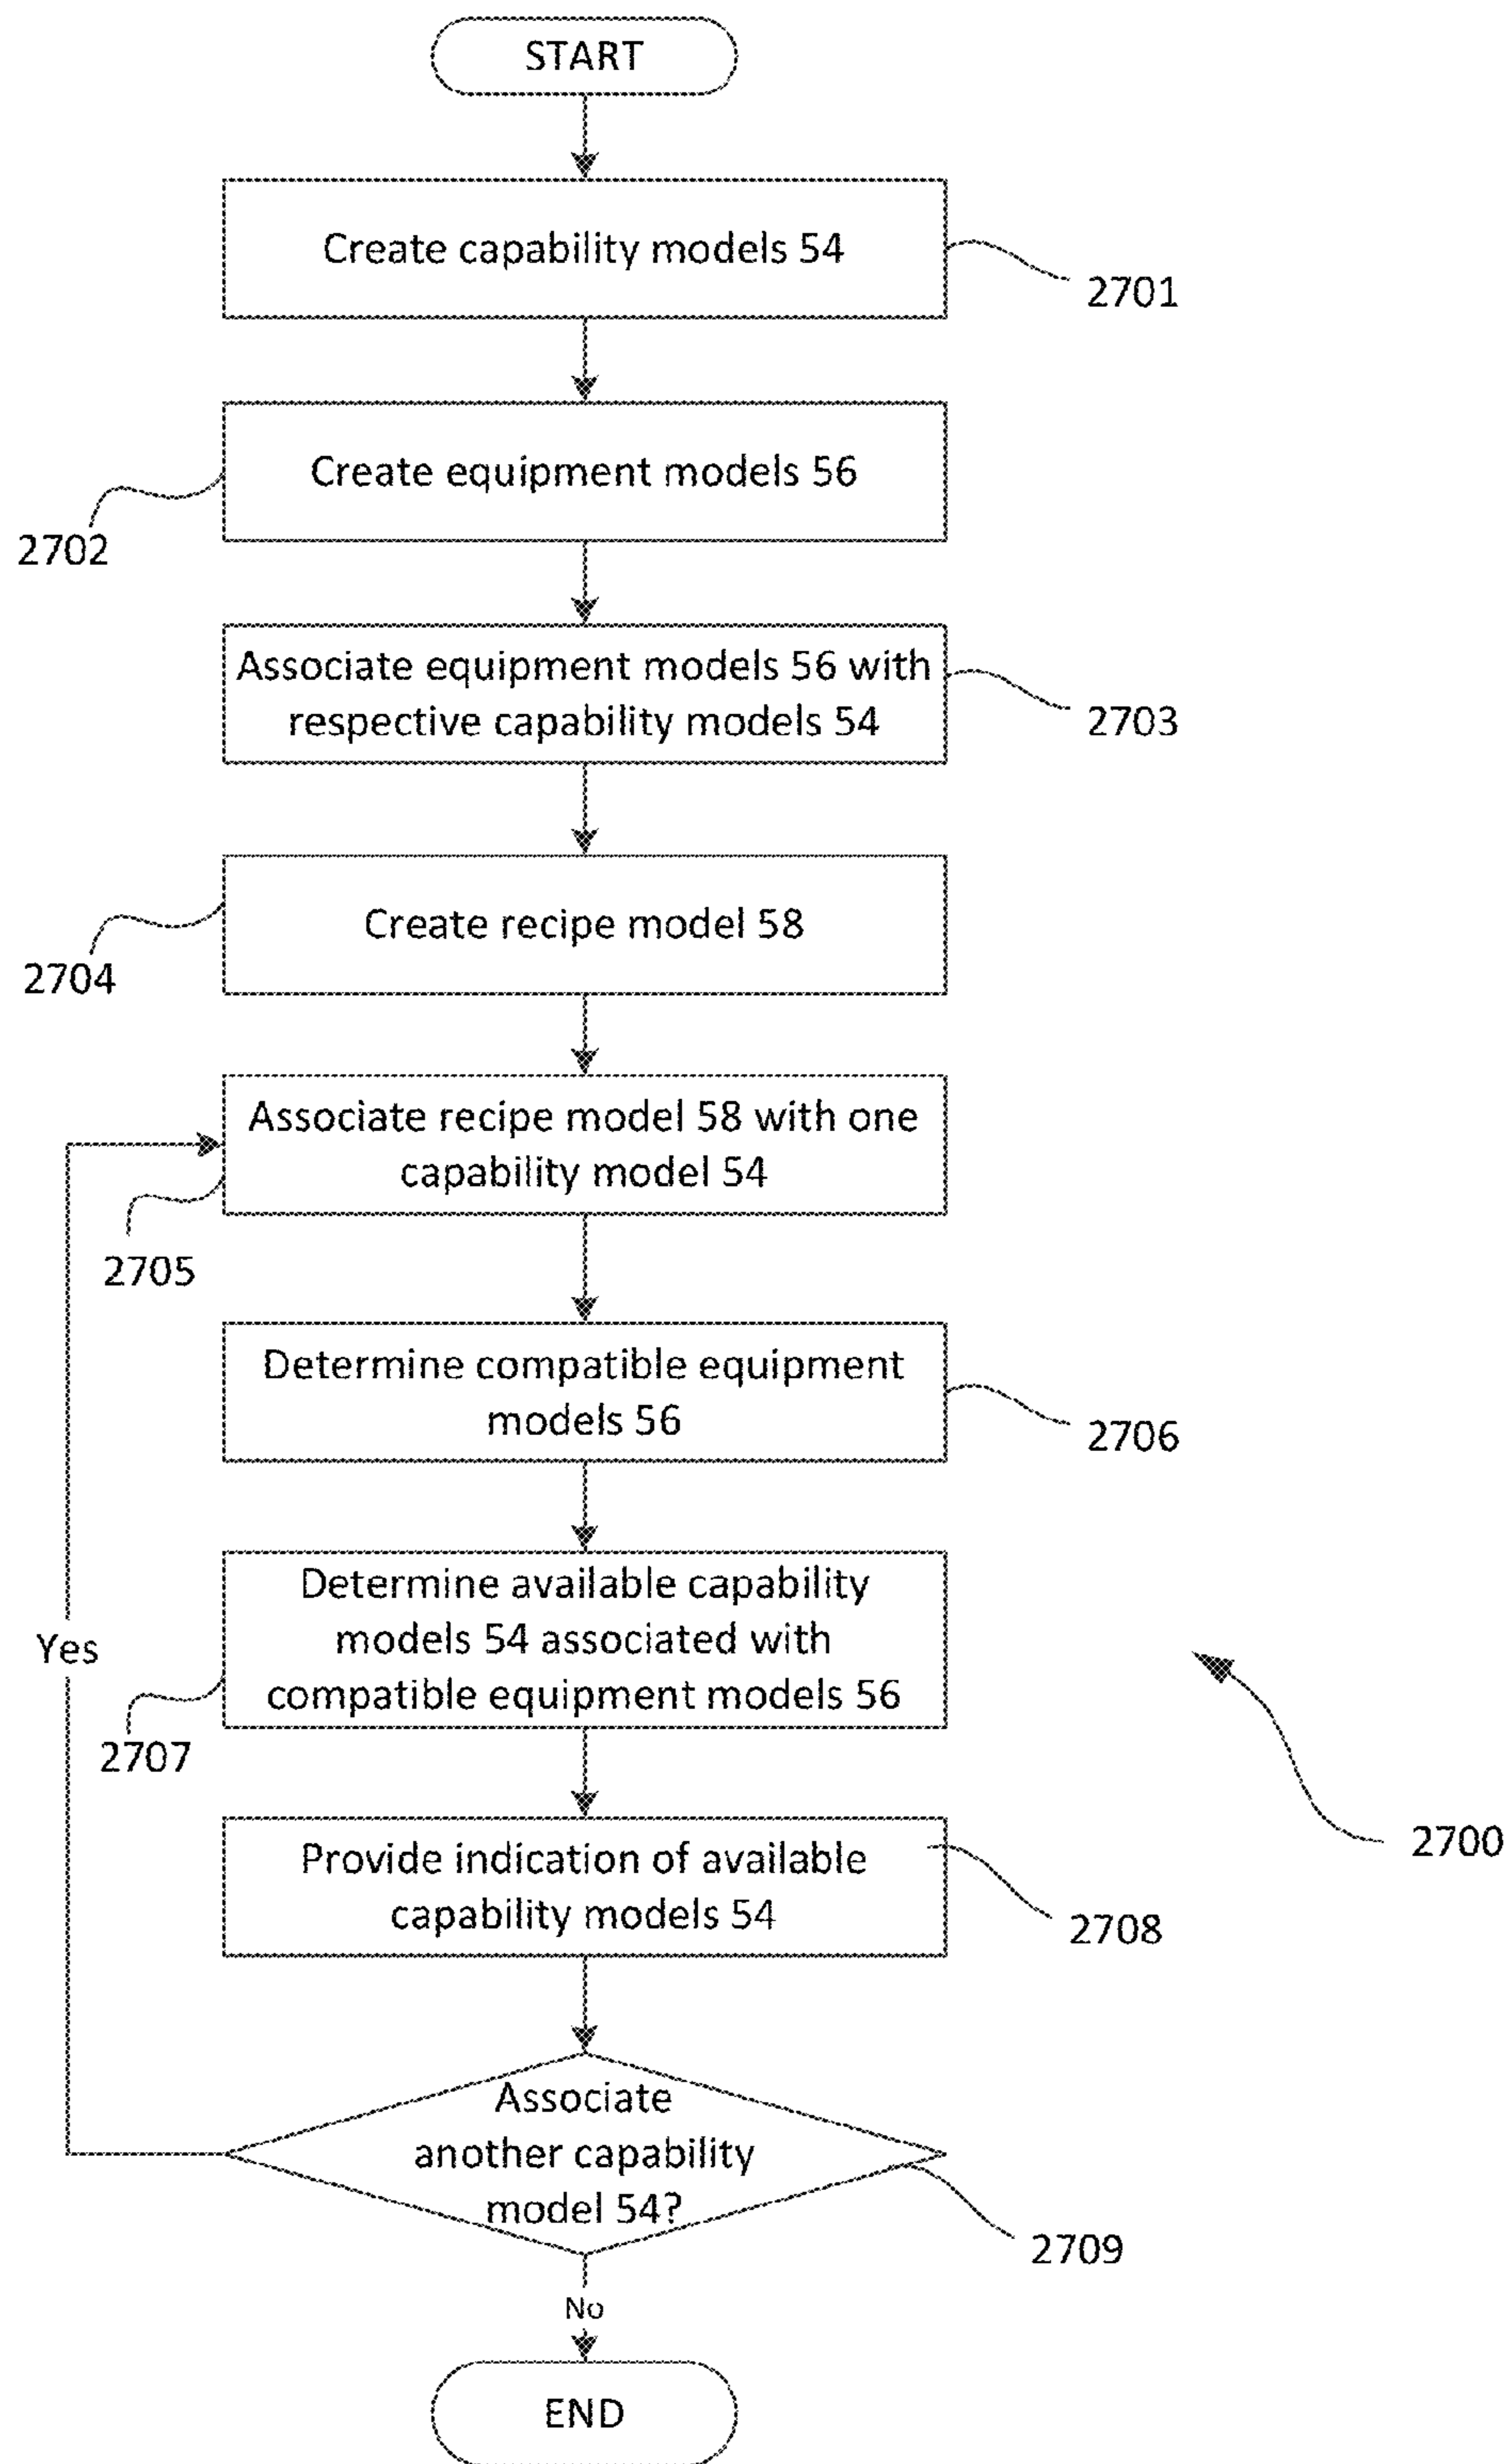 START
Create capability models 54
2701
Create equipment models 56
2702
Associate equipment models 56 with
respective capability models 54
2703
Create recipe model 58
2704
Associate recipe model 58 with one
capability model 54
2705
Determine compatible equipment
models 56
2706
Determine available capability
models 54 associated with
compatible equipment models 56
Yes
2707
2700
Provide indication of available
capability models 54
2708
Associate
another capability
model 54?
2709
No
END